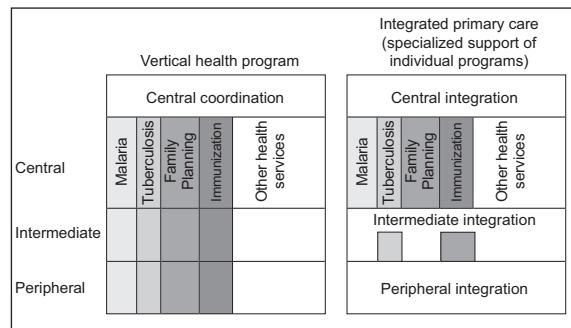 Integrated primary care
(specialized support of
individual programs)
Vertical health program
Central coordination
Central integration
Central
Malaria
Tuberculosis
Family
Planning
Immunization
Other health
services
Malaria
Tuberculosis
Family
Planning
Immunization
Other health
services
Intermediate
Intermediate integration
Peripheral
Peripheral integration